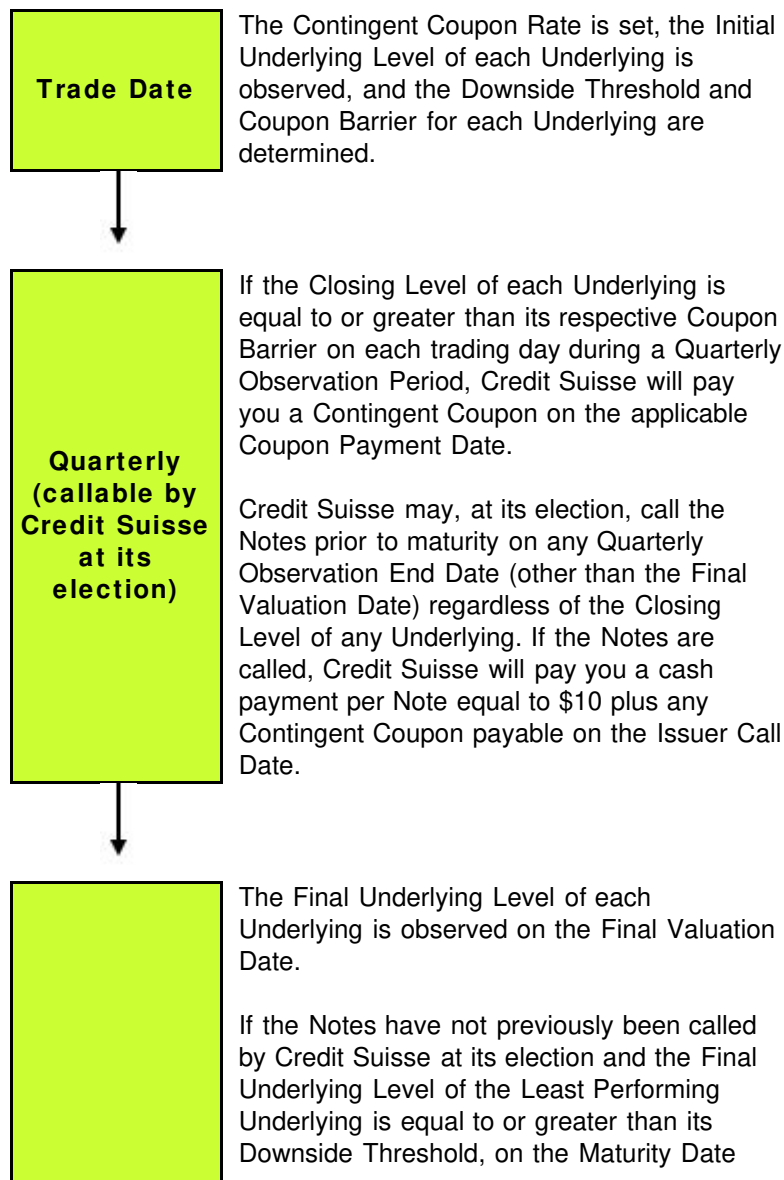 Trade Date
The Contingent Coupon Rate is set, the Initial
Underlying Level of each Underlying is
observed, and the Downside Threshold and
Coupon Barrier for each Underlying are
determined.
Quarterly
(callable by
Credit Suisse
at its
election)
If the Closing Level of each Underlying is
equal to or greater than its respective Coupon
Barrier on each trading day during a Quarterly
Observation Period, Credit Suisse will pay
you a Contingent Coupon on the applicable
Coupon Payment Date.
Credit Suisse may, at its election, call the
Notes prior to maturity on any Quarterly
Observation End Date (other than the Final
Valuation Date) regardless of the Closing
Level of any Underlying. If the Notes are
called, Credit Suisse will pay you a cash
payment per Note equal to $10 plus any
Contingent Coupon payable on the Issuer Call
Date.
The Final Underlying Level of each
Underlying is observed on the Final Valuation
Date.
If the Notes have not previously been called
by Credit Suisse at its election and the Final
Underlying Level of the Least Performing
Underlying is equal to or greater than its
Downside Threshold, on the Maturity Date